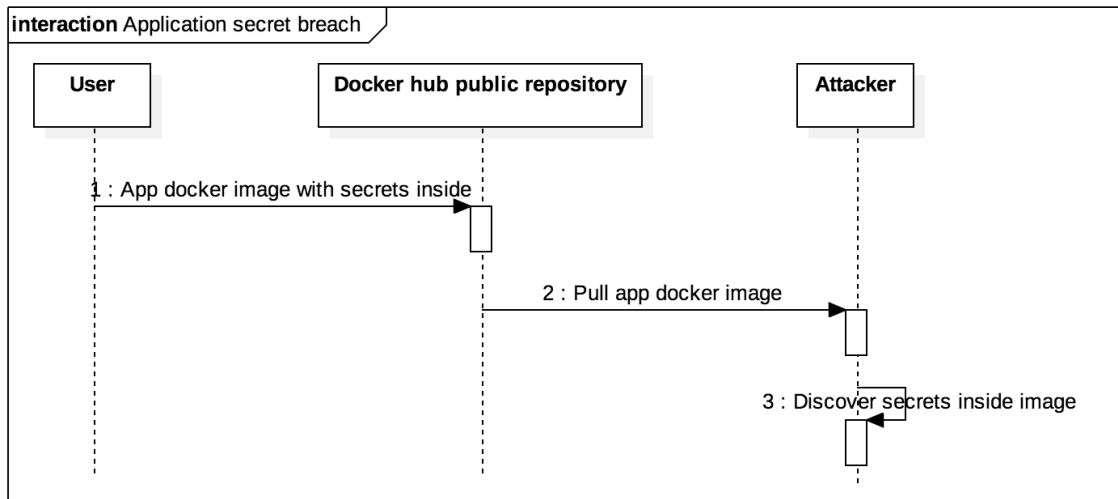 interaction Application secret breach
User
Docker hub public repository
Attacker
1 : App docker image with secrets inside
2 : Pull app docker image
3 : Discover secrets inside image